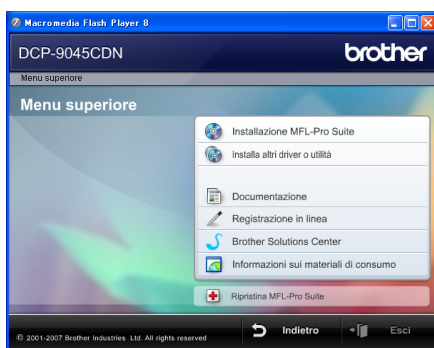 Macromedia Flash Player 8
DCP-9045CDN
brother
Menu superiore
Menu superiore
Installazione MFL-Pro Suite
Installa altri driver o utilità
Documentazione
Registrazione in linea
Brother Solutions Center
Informazioni sui materiali di consumo
Ripristina MFL-Pro Suite
© 2001-2007 Brother Industries Ltd. All rights reserved
Indietro
Esci